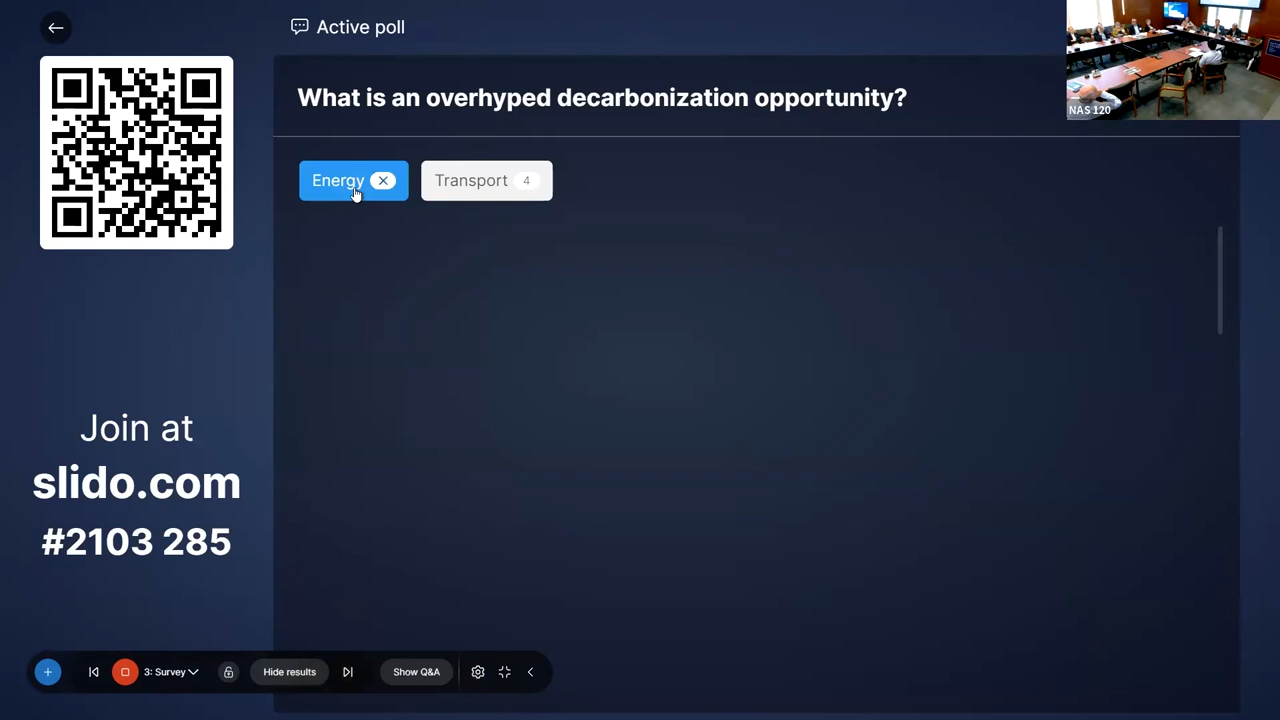 Active poll
What is an overhyped decarbonization opportunity?
Energy
Transport 4
Join at
slido.com
#2103 285
3: Survey
Hide results
Show Q&A
NAS 120